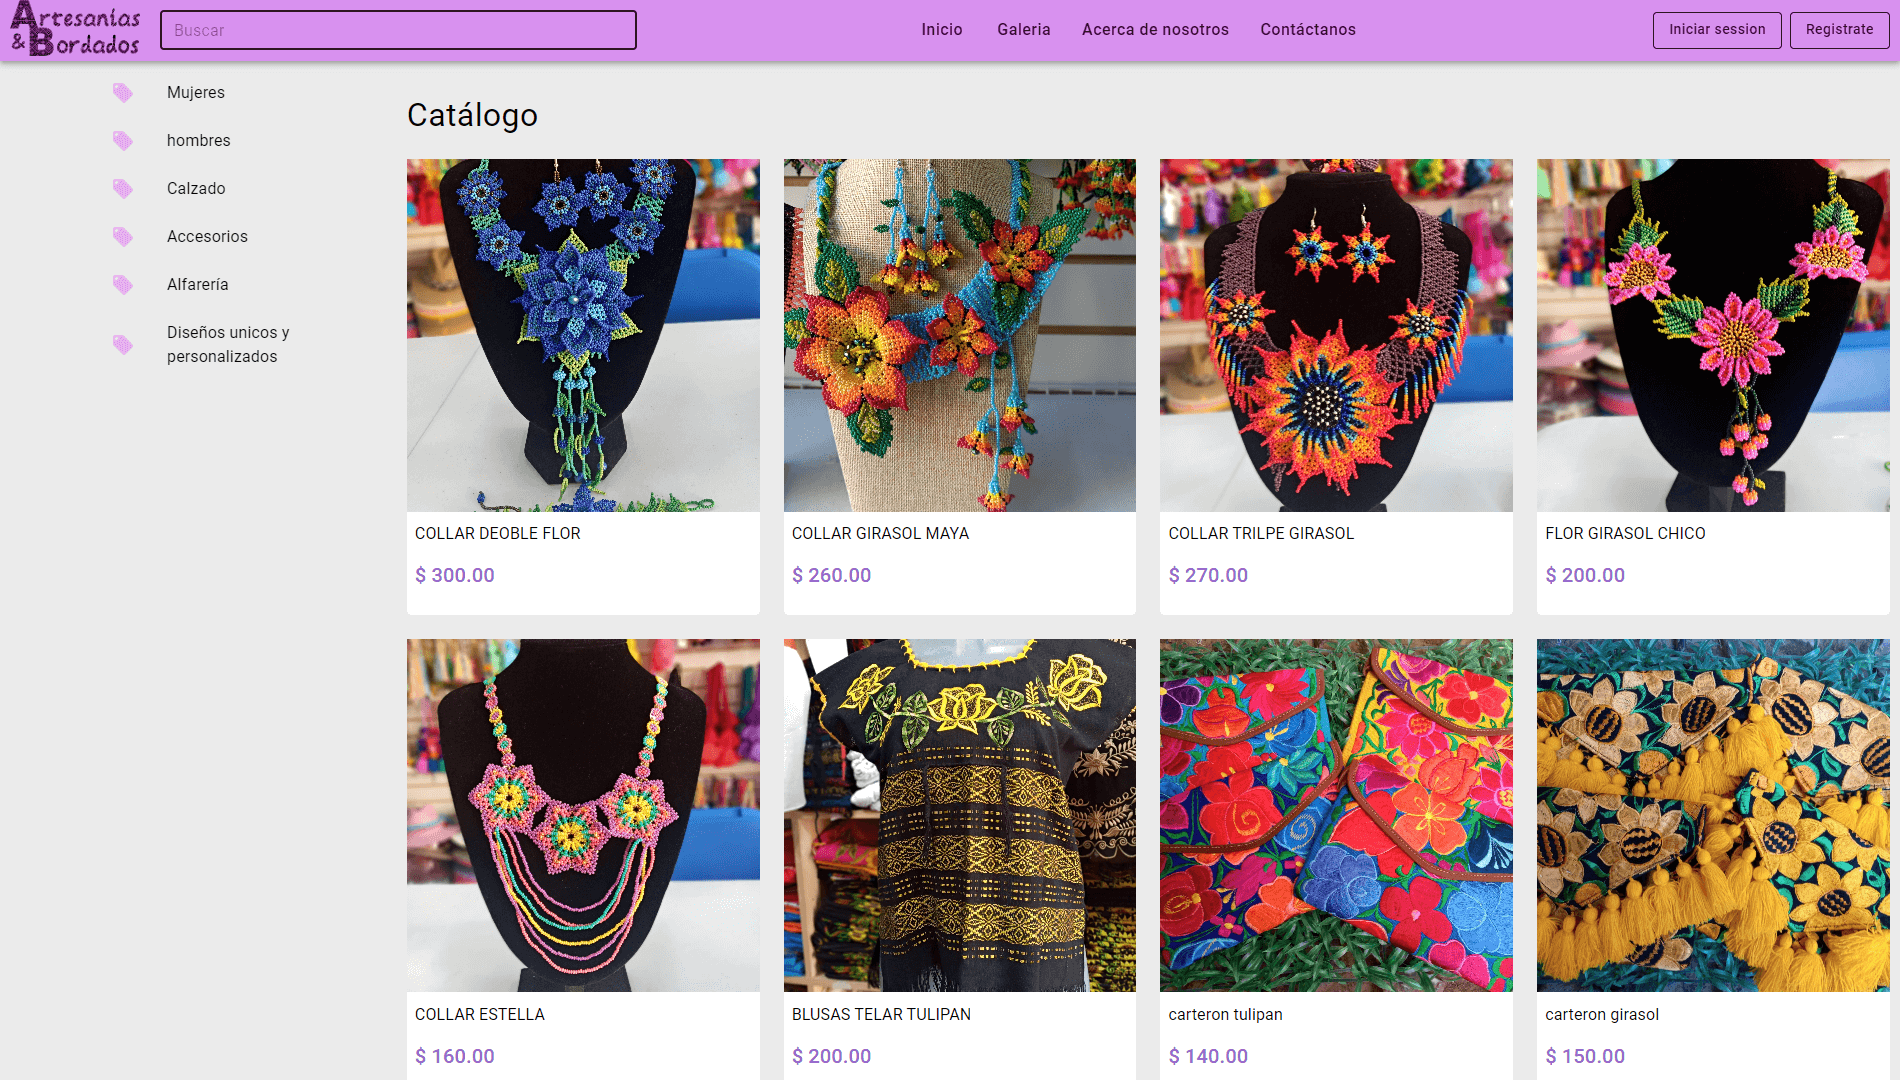 Artesanías
& Bordados
Buscar
Inicio
Galeria
Acerca de nosotros
Contáctanos
Iniciar session
Registrate
Mujeres
hombres
Calzado
Accesorios
Alfarería
Diseños unicos y
personalizados
Catálogo
COLLAR DEOBLE FLOR
$ 300.00
COLLAR GIRASOL MAYA
$ 260.00
COLLAR TRILPE GIRASOL
$ 270.00
FLOR GIRASOL CHICO
$ 200.00
COLLAR ESTELLA
$ 160.00
BLUSAS TELAR TULIPAN
$ 200.00
carteron tulipan
$ 140.00
carteron girasol
$ 150.00